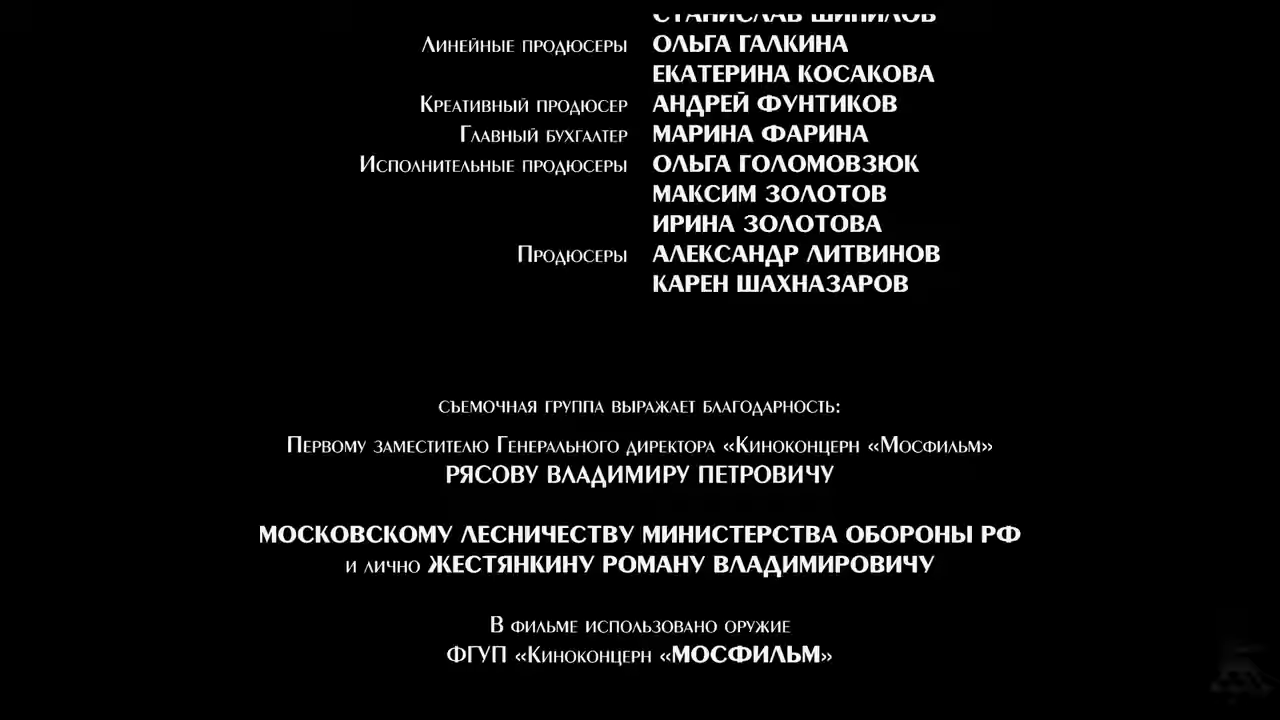 СТАНИСЛАВ ШИПИЛОВ
Линейные продюсеры ОЛЬГА ГАЛКИНА
ЕКАТЕРИНА КОСАКОВА
Креативный продюсер АНДРЕЙ ФУНТИКОВ
Главный бухгалтер МАРИНА ФАРИНА
Исполнительные продюсеры ОЛЬГА ГОЛОМОВЗЮК
МАКСИМ ЗОЛОТОВ
ИРИНА ЗОЛОТОВА
Продюсеры АЛЕКСАНДР ЛИТВИНОВ
КАРЕН ШАХНАЗАРОВ
СЪЕМОЧНАЯ ГРУППА ВЫРАЖАЕТ БЛАГОДАРНОСТЬ:
Первому заместителю Генерального директора «Киноконцерн «Мосфильм»
РЯСОВУ ВЛАДИМИРУ ПЕТРОВИЧУ
МОСКОВСКОМУ ЛЕСНИЧЕСТВУ МИНИСТЕРСТВА ОБОРОНЫ РФ
и лично ЖЕСТЯНКИНУ РОМАНУ ВЛАДИМИРОВИЧУ
В фильме использовано оружие
ФГУП «Киноконцерн «МОСФИЛЬМ»